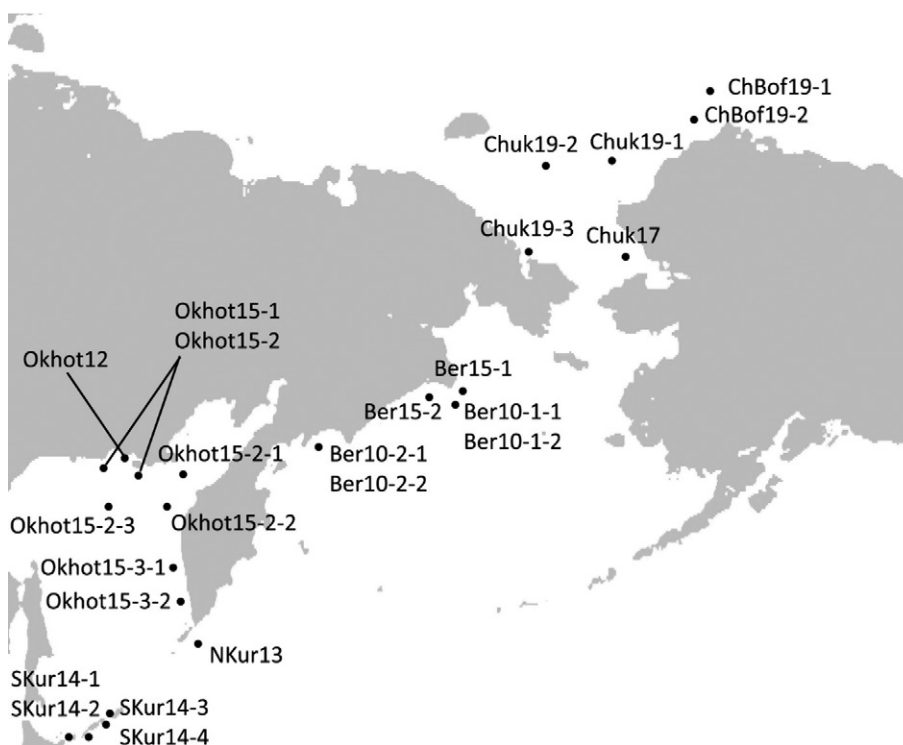 ChBof19-1
ChBof19-2
Chuk19-2
Chuk19-1
Chuk19-3
Chuk17
Okhot15-1
Okhot15-2
Okhot12
Ber15-1
Ber15-2
Ber10-1-1
Ber10-1-2
Okhot15-2-1
Ber10-2-1
Ber10-2-2
Okhot15-2-3
Okhot15-2-2
Okhot15-3-1
Okhot15-3-2
NKur13
SKur14-1
SKur14-2
SKur14-3
SKur14-4